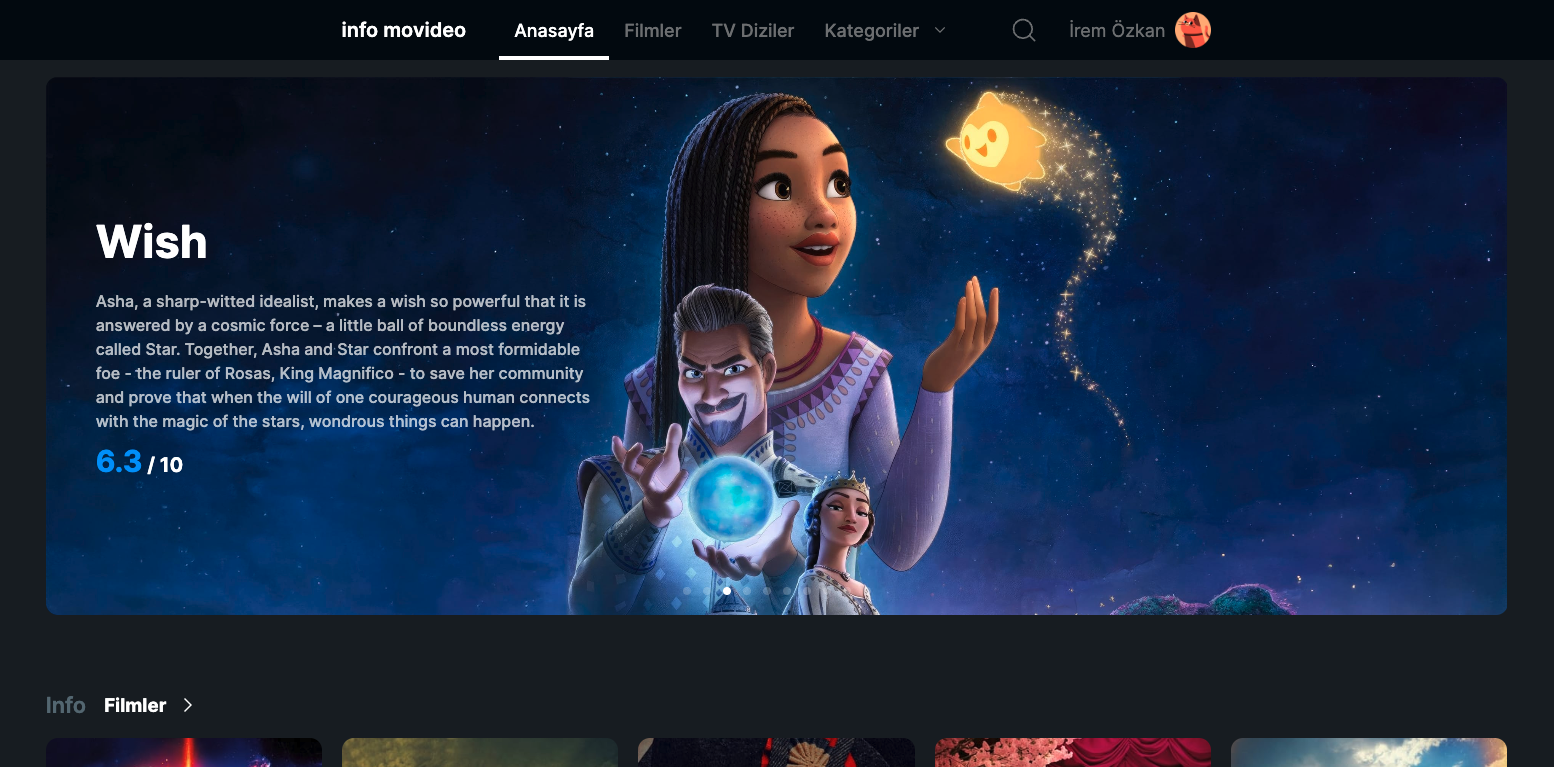 info movideo
Anasayfa
Filmler
TV Diziler
Kategoriler
İrem Özkan
Wish
Asha, a sharp-witted idealist, makes a wish so powerful that it is
answered by a cosmic force – a little ball of boundless energy
called Star. Together, Asha and Star confront a most formidable
foe - the ruler of Rosas, King Magnifico - to save her community
and prove that when the will of one courageous human connects
with the magic of the stars, wondrous things can happen.
6.3 / 10
Info Filmler